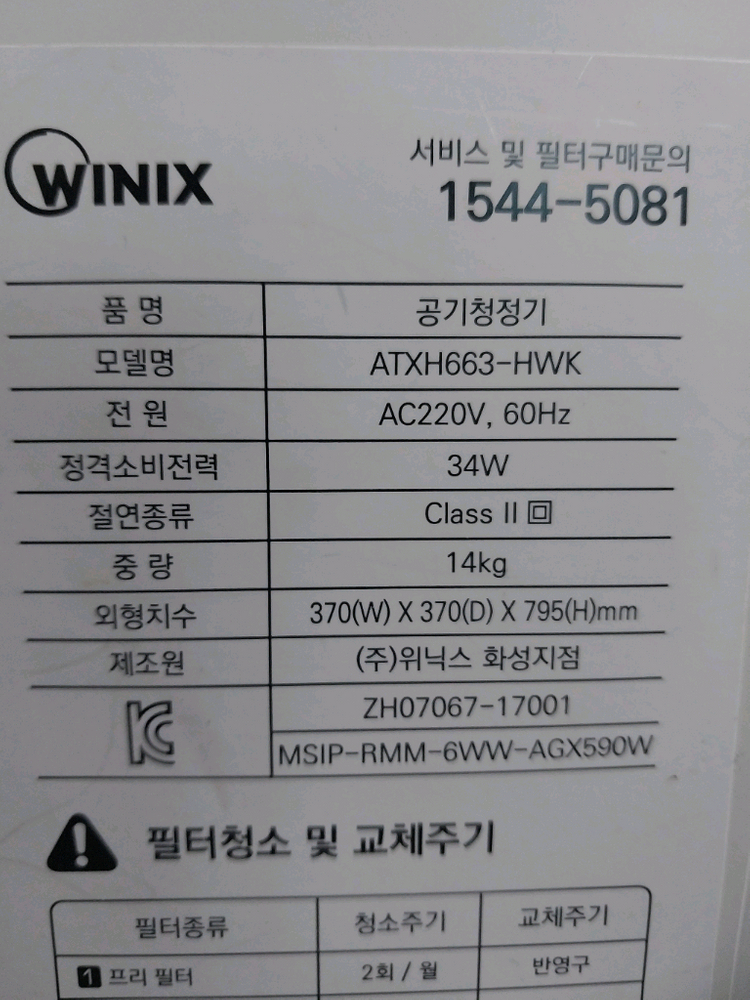 WINIX
서비스 및 필터구매문의
1544-5081
품 명 공기청정기
모델명 ATXH663-HWK
전 원 AC220V, 60Hz
정격소비전력 34W
절연종류 Class II
중 량 14kg
외형치수 370(W) X 370(D) X 795(H)mm
제조원 (주)위닉스 화성지점
KC ZH07067-17001
MSIP-RMM-6WW-AGX590W
필터청소 및 교체주기
필터종류 청소주기 교체주기
1 프리 필터 2회 / 월 반영구